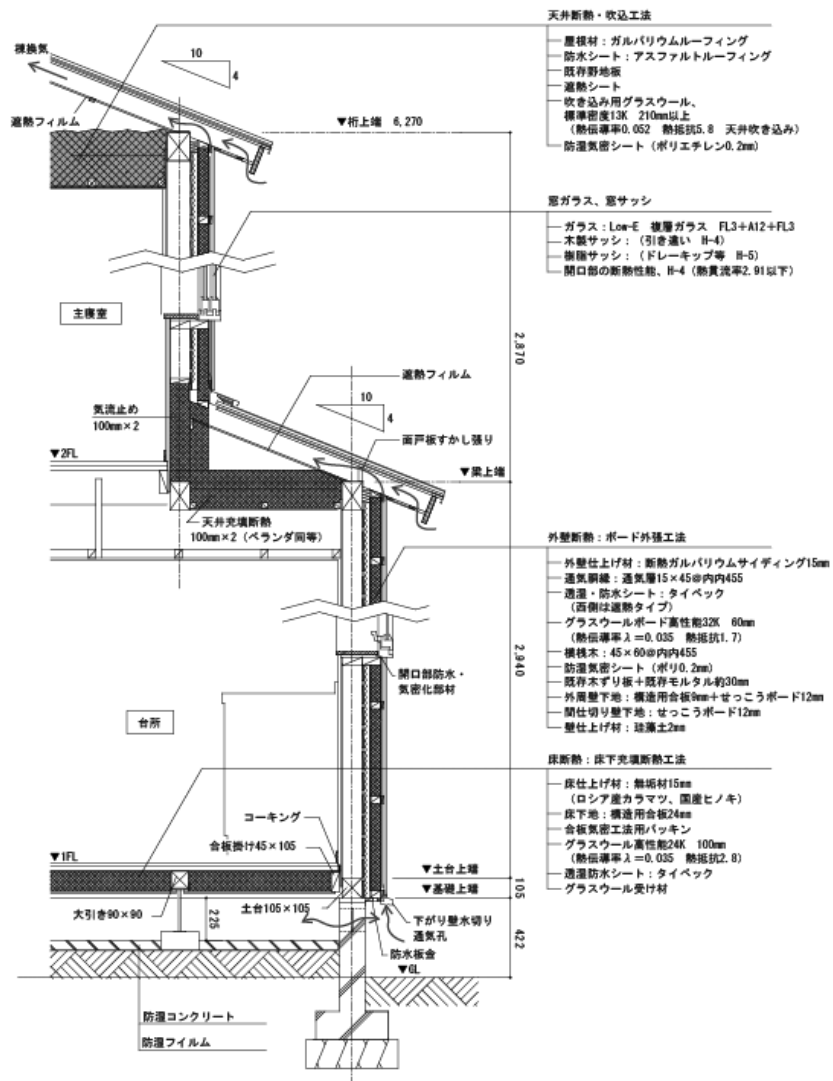 天井断熱・吹込工法
屋根材：ガルバリウムルーフィング
防水シート：アスファルトルーフィング
既存野地板
遮熱シート
吹き込み用グラスウール、
標準密度13K　210mm以上
（熱伝導率0.052　熱抵抗5.8　天井吹き込み）
防湿気密シート（ポリエチレン0.2mm）
棟換気
10
4
遮熱フィルム
▼桁上端　6,270
窓ガラス、窓サッシ
ガラス：Low-E　複層ガラス　FL3＋A12＋FL3
木製サッシ：（引き違い　H-4）
樹脂サッシ：（ドレーキップ等　H-5）
開口部の断熱性能、H-4（熱貫流率2.91以下）
主寝室
2,870
遮熱フィルム
10
4
気流止め
100mm×2
面戸板すかし張り
▼2FL
▼梁上端
天井充填断熱
100mm×2（ベランダ同等）
外壁断熱：ボード外張工法
外壁仕上げ材：断熱ガルバリウムサイディング15mm
通気胴縁：通気層15×45@内内455
透湿・防水シート：タイベック
（西側は遮熱タイプ）
グラスウールボード高性能32K　60mm
（熱伝導率λ＝0.035　熱抵抗1.7）
横桟木：45×60@内内455
防湿気密シート（ポリ0.2mm）
既存木ずり板＋既存モルタル約30mm
外周壁下地：構造用合板9mm＋せっこうボード12mm
間仕切り壁下地：せっこうボード12mm
壁仕上げ材：珪藻土2mm
2,940
開口部防水・
気密化部材
台所
床断熱：床下充填断熱工法
床仕上げ材：無垢材15mm
（ロシア産カラマツ、国産ヒノキ）
床下地：構造用合板24mm
合板気密工法用パッキン
グラスウール高性能24K　100mm
（熱伝導率λ＝0.035　熱抵抗2.8）
透湿防水シート：タイベック
グラスウール受け材
コーキング
合板掛け45×105
▼1FL
▼土台上端
▼基礎上端
105
大引き90×90
土台105×105
225
下がり壁水切り
通気孔
防水板金
422
▼GL
防湿コンクリート
防湿フイルム